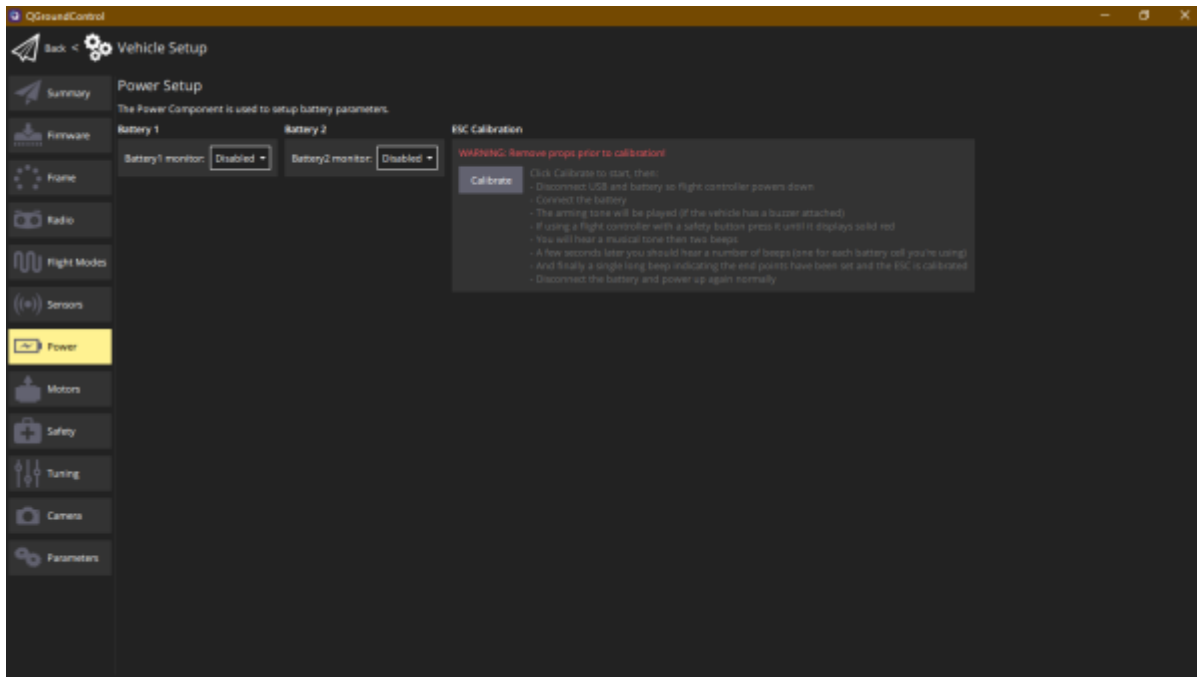 QGroundControl
Back < Vehicle Setup
Summary
Firmware
Frame
Radio
Flight Modes
Sensors
Power
Motors
Safety
Tuning
Camera
Parameters
Power Setup
The Power Component is used to setup battery parameters.
Battery 1
Battery1 monitor: Disabled
Battery 2
Battery2 monitor: Disabled
ESC Calibration
WARNING: Remove props prior to calibration!
Calibrate
Click Calibrate to start, then:
- Disconnect USB and battery so flight controller powers down
- Connect the battery
- The arming tone will be played (if the vehicle has a buzzer attached)
- If using a flight controller with a safety button press it until it displays solid red
- You will hear a musical tone then two beeps
- A few seconds later you should hear a number of beeps (one for each battery cell you're using)
- And finally a single long beep indicating the end points have been set and the ESC is calibrated
- Disconnect the battery and power up again normally